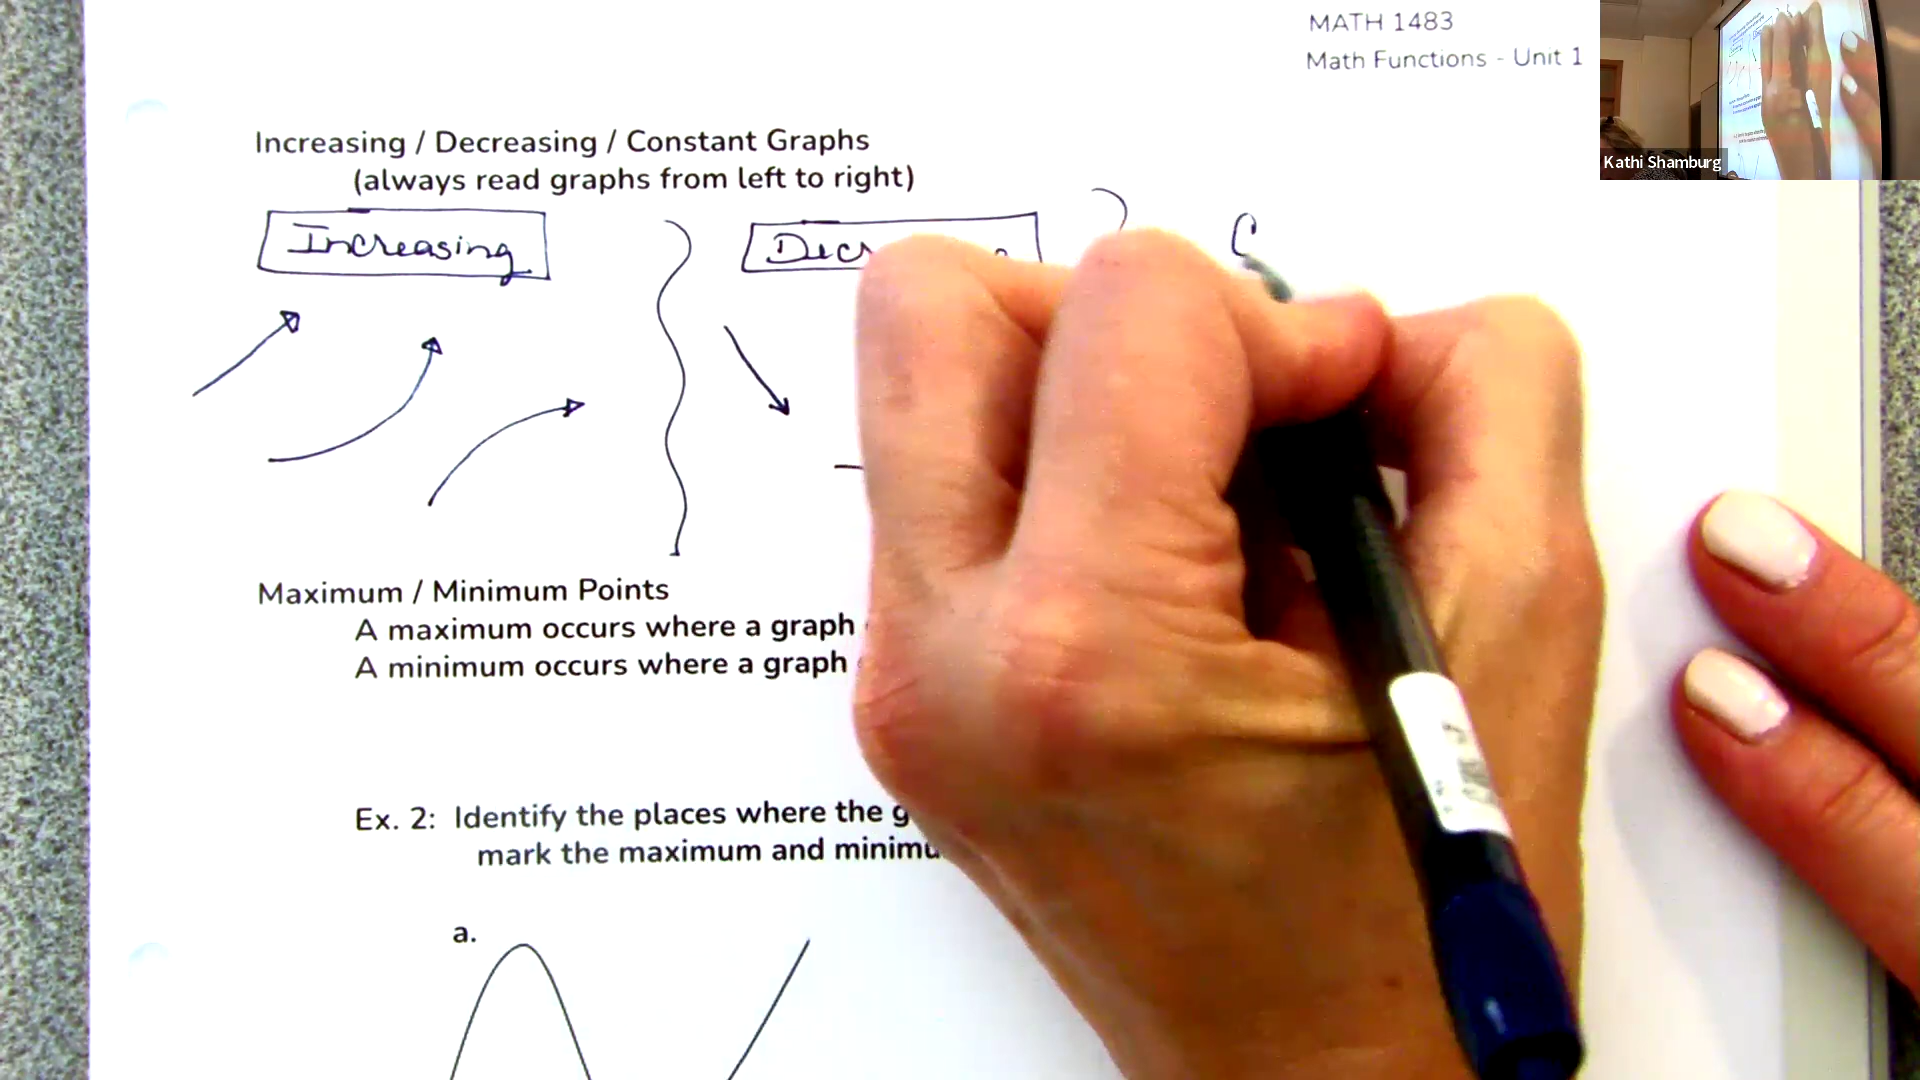 MATH 1483
Math Functions - Unit 1
Kathi Shamburg
Increasing / Decreasing / Constant Graphs
(always read graphs from left to right)
Increasing
C
Maximum / Minimum Points
A maximum occurs where a graph
A minimum occurs where a graph
Ex. 2: Identify the places where the
mark the maximum and
a.